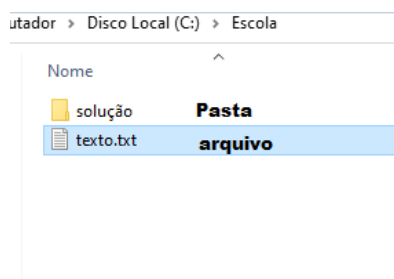 utador > Disco Local (C:) > Escola
Nome
solução Pasta
texto.txt arquivo